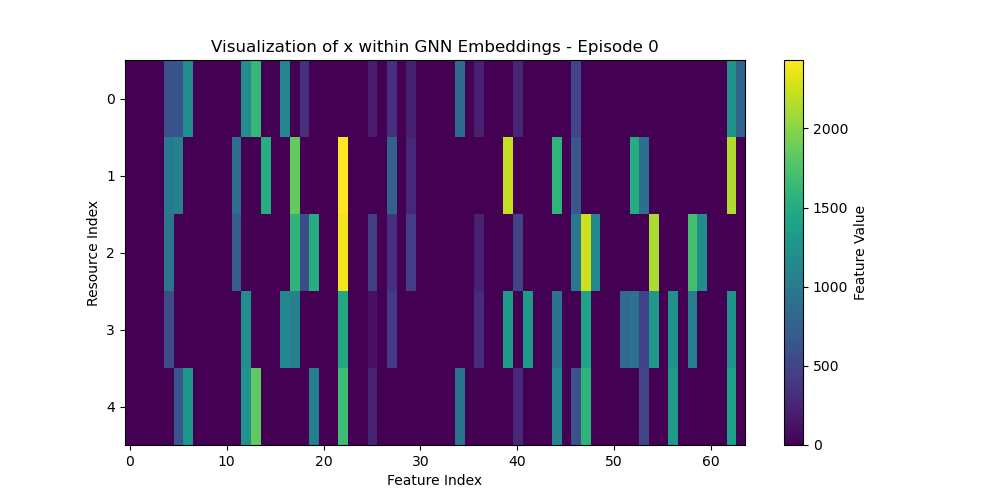 Visualization of x within GNN Embeddings - Episode 0
Resource Index
0
1
2
3
4
0 10 20 30 40 50 60
Feature Index
2000
1500
1000
500
0
Feature Value